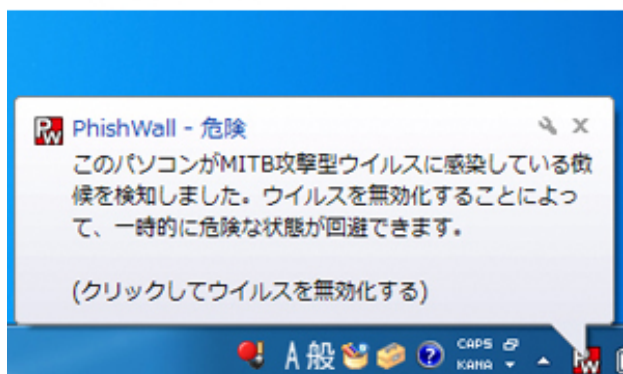 PhishWall - 危険
このパソコンがMITB攻撃型ウイルスに感染している徴
候を検知しました。ウイルスを無効化することによっ
て、一時的に危険な状態が回避できます。
(クリックしてウイルスを無効化する)
A 般 CAPS
KANA